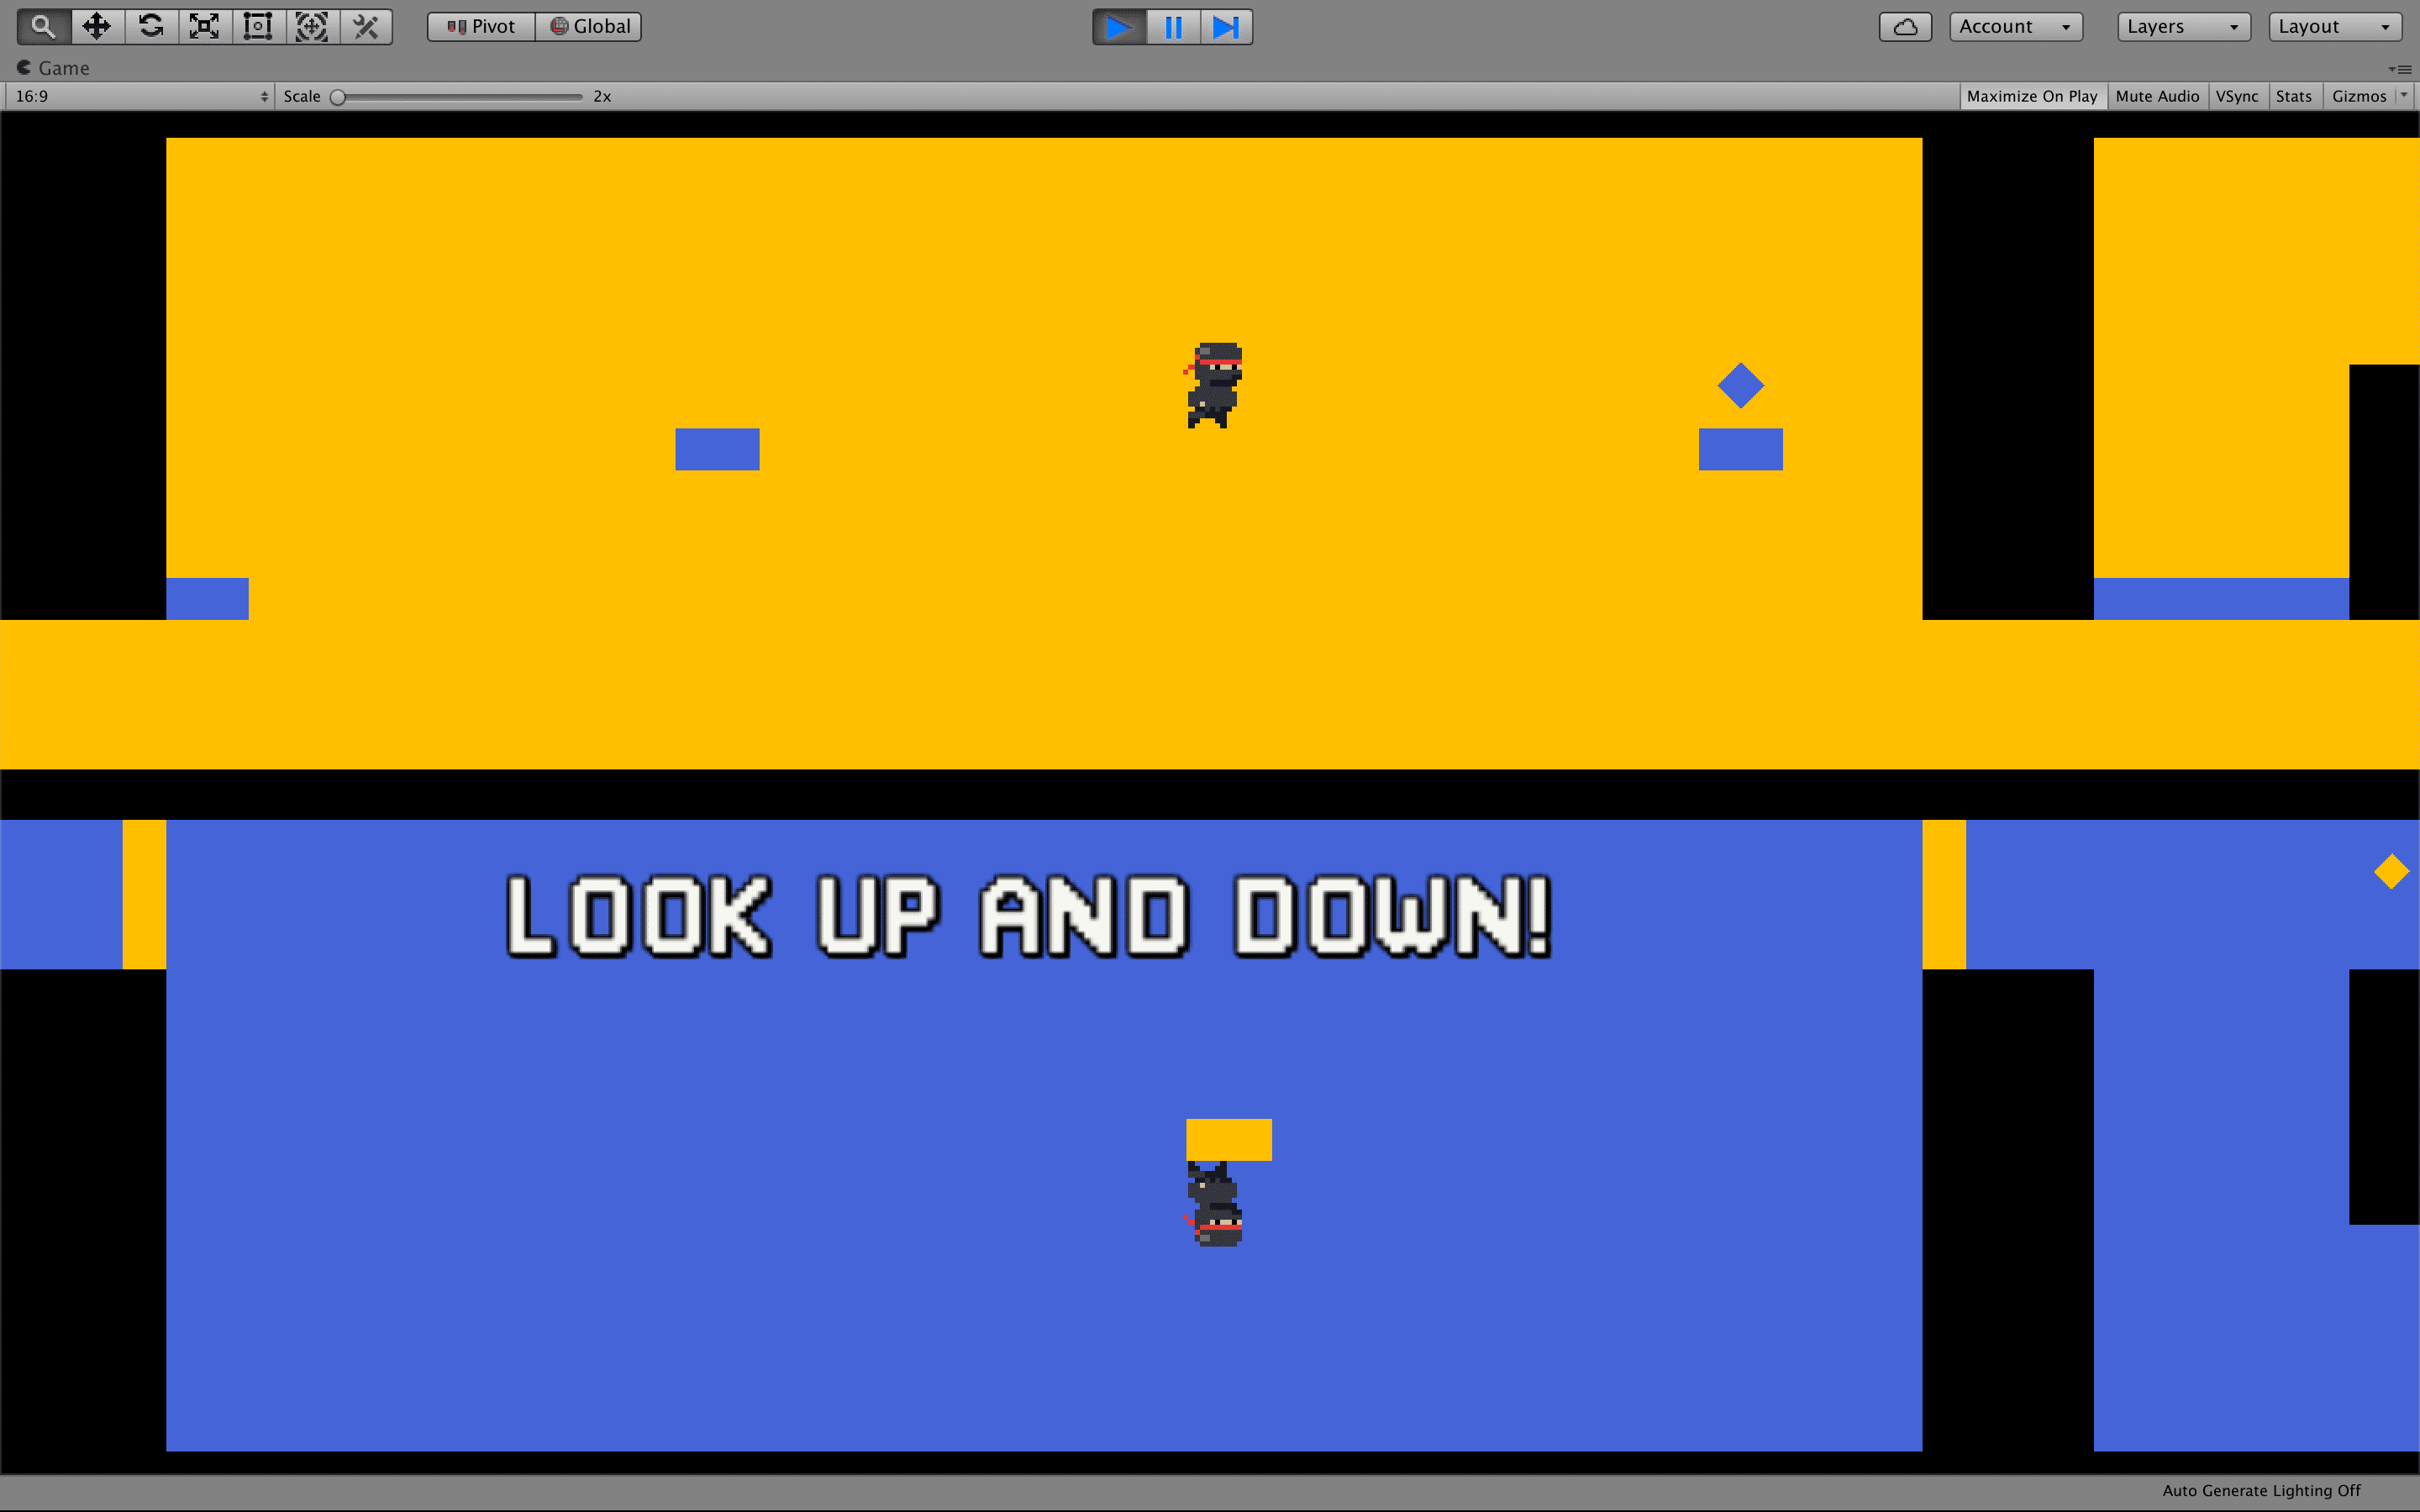 Pivot Global Account Layers Layout
Game
16:9 Scale 2x Maximize On Play Mute Audio VSync Stats Gizmos
LOOK UP AND DOWN!
Auto Generate Lighting Off